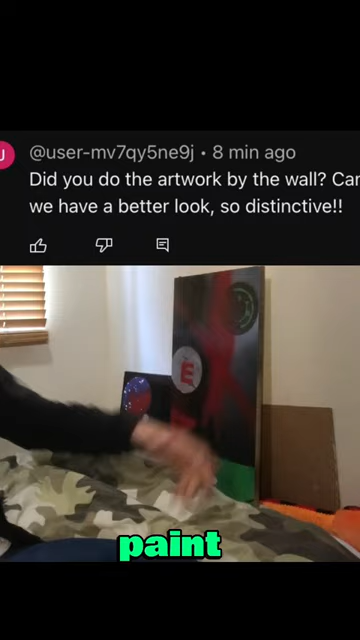 @user-mv7qy5ne9j • 8 min ago
Did you do the artwork by the wall? Can
we have a better look, so distinctive!!
E
paint